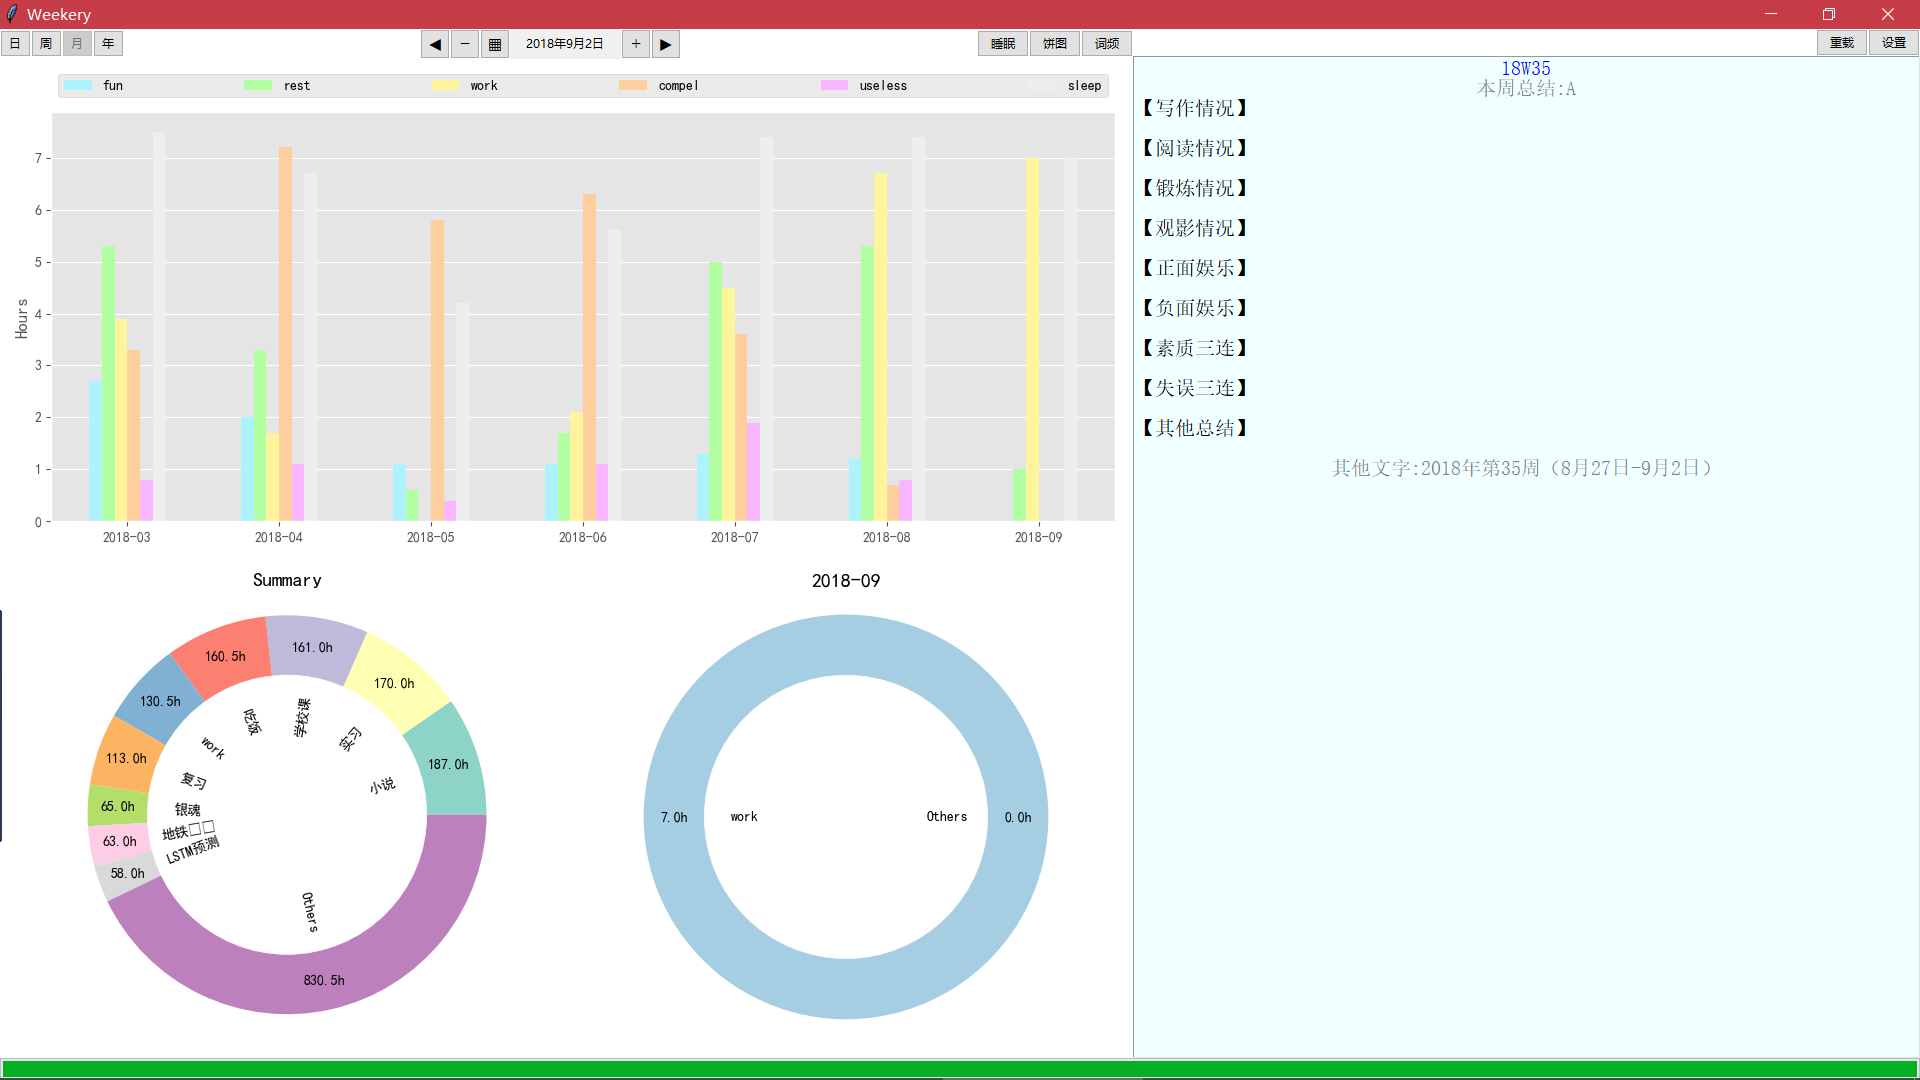 Weekery
日 周 月 年 ◀ − ▦ 2018年9月2日 + ▶ 睡眠 饼图 词频 重载 设置
fun rest work compel useless sleep
Hours
7
6
5
4
3
2
1
0
2018-03 2018-04 2018-05 2018-06 2018-07 2018-08 2018-09
Summary
187.0h
170.0h
161.0h
160.5h
130.5h
113.0h
65.0h
63.0h
58.0h
830.5h
小说
实习
学校课
吃饭
work
复习
银魂
地铁□□
LSTM预测
Others
2018-09
7.0h work Others 0.0h
18W35
本周总结:A
【写作情况】
【阅读情况】
【锻炼情况】
【观影情况】
【正面娱乐】
【负面娱乐】
【素质三连】
【失误三连】
【其他总结】
其他文字:2018年第35周（8月27日-9月2日）